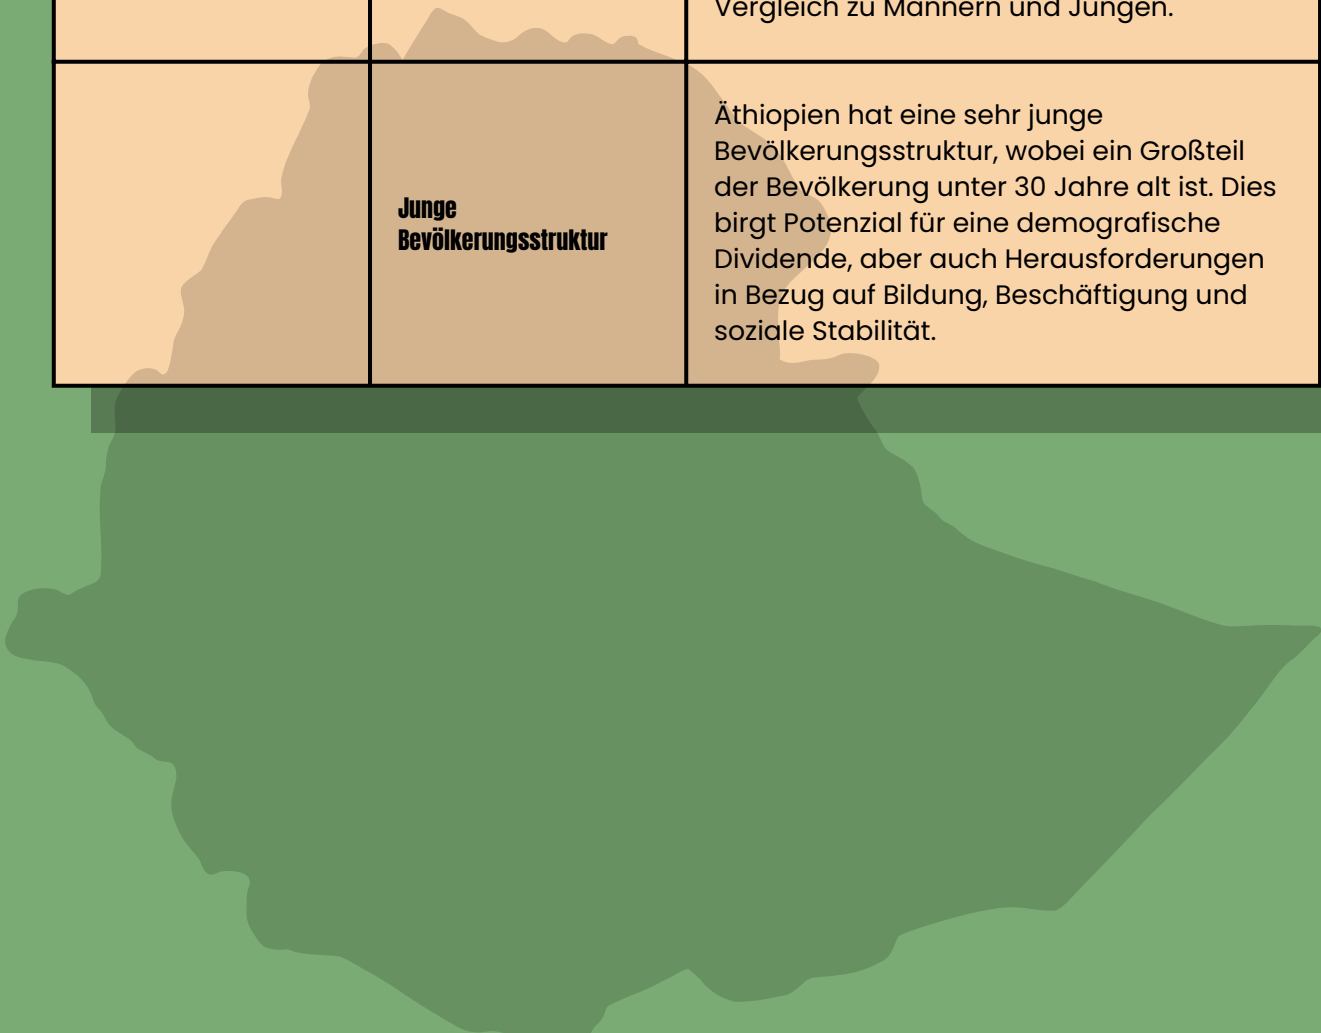 Vergleich zu Männern und Jungen.
Junge
Bevölkerungsstruktur
Äthiopien hat eine sehr junge
Bevölkerungsstruktur, wobei ein Großteil
der Bevölkerung unter 30 Jahre alt ist. Dies
birgt Potenzial für eine demografische
Dividende, aber auch Herausforderungen
in Bezug auf Bildung, Beschäftigung und
soziale Stabilität.